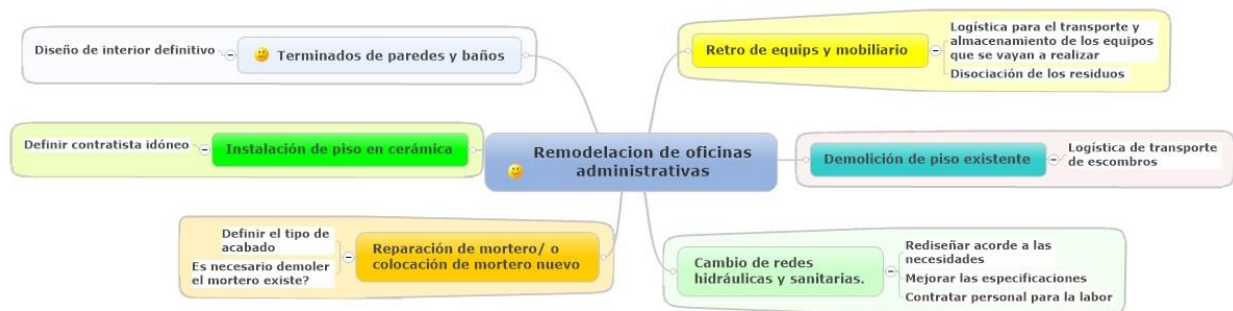 Remodelacion de oficinas
administrativas
Retro de equips y mobiliario
Logística para el transporte y
almacenamiento de los equipos
que se vayan a realizar
Disociación de los residuos
Demolición de piso existente
Logística de transporte
de escombros
Cambio de redes
hidráulicas y sanitarias.
Rediseñar acorde a las
necesidades
Mejorar las especificaciones
Contratar personal para la labor
Reparación de mortero/ o
colocación de mortero nuevo
Definir el tipo de
acabado
Es necesario demoler
el mortero existe?
Instalación de piso en cerámica
Definir contratista idóneo
Terminados de paredes y baños
Diseño de interior definitivo